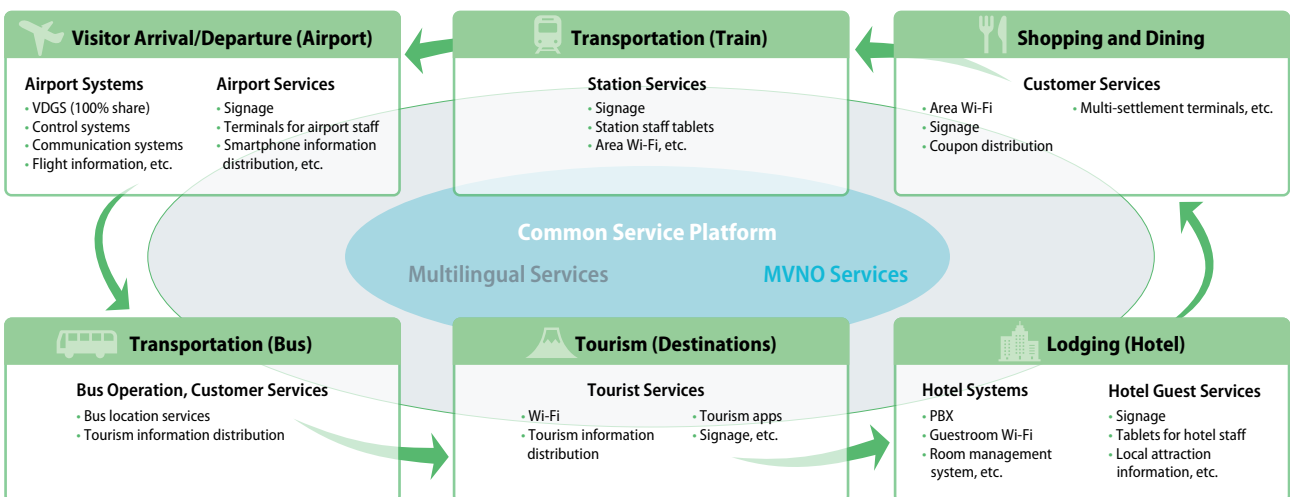 Visitor Arrival/Departure (Airport)
Airport Systems
• VDGS (100% share)
• Control systems
• Communication systems
• Flight information, etc.
Airport Services
• Signage
• Terminals for airport staff
• Smartphone information
distribution, etc.
Transportation (Train)
Station Services
• Signage
• Station staff tablets
• Area Wi-Fi, etc.
Shopping and Dining
Customer Services
• Area Wi-Fi
• Signage
• Coupon distribution
• Multi-settlement terminals, etc.
Common Service Platform
Multilingual Services
MVNO Services
Transportation (Bus)
Bus Operation, Customer Services
• Bus location services
• Tourism information distribution
Tourism (Destinations)
Tourist Services
• Wi-Fi
• Tourism information
distribution
• Tourism apps
• Signage, etc.
Lodging (Hotel)
Hotel Systems
• PBX
• Guestroom Wi-Fi
• Room management
system, etc.
Hotel Guest Services
• Signage
• Tablets for hotel staff
• Local attraction
information, etc.